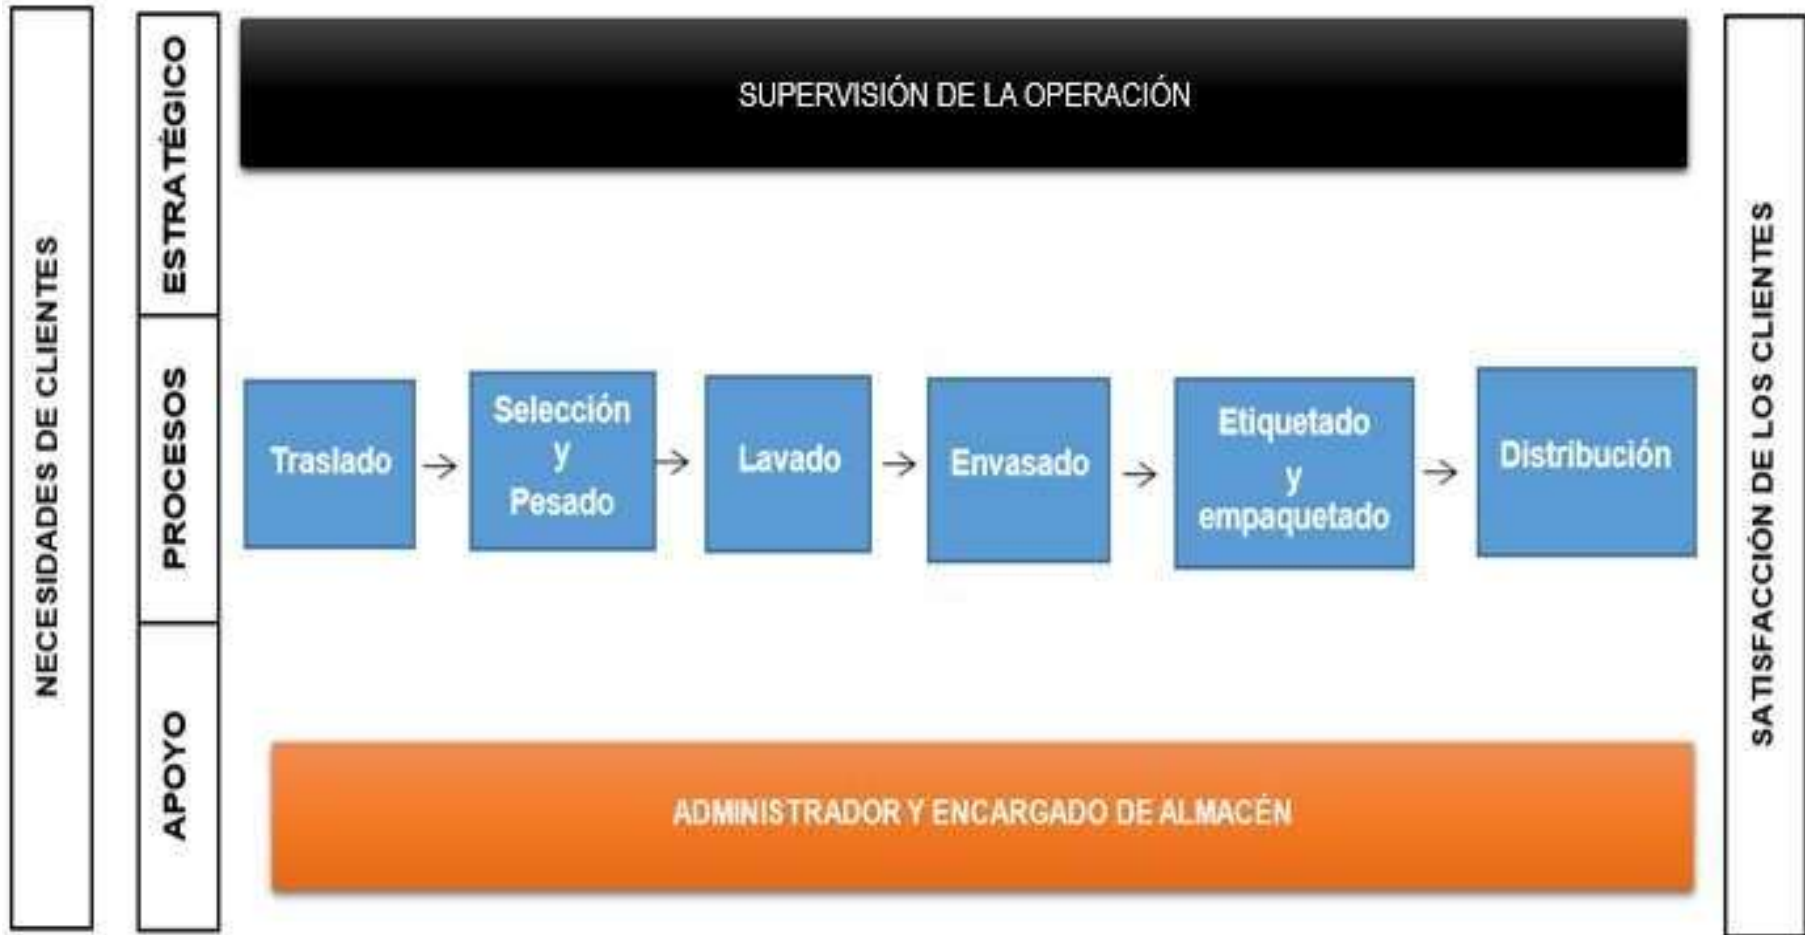 NECESIDADES DE CLIENTES
ESTRATÉGICO
SUPERVISIÓN DE LA OPERACIÓN
PROCESOS
Traslado
Selección
y
Pesado
Lavado
Envasado
Etiquetado
y
empaquetado
Distribución
APOYO
ADMINISTRADOR Y ENCARGADO DE ALMACÉN
SATISFACCIÓN DE LOS CLIENTES